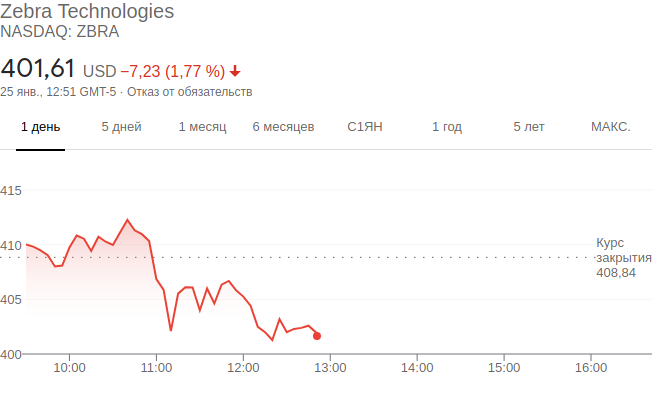 Zebra Technologies
NASDAQ: ZBRA
401,61 USD −7,23 (1,77 %)
25 янв., 12:51 GMT-5 · Отказ от обязательств
1 день 5 дней 1 месяц 6 месяцев С1ЯН 1 год 5 лет МАКС.
415
410
405
400
Курс
закрытия
408,84
10:00 11:00 12:00 13:00 14:00 15:00 16:00